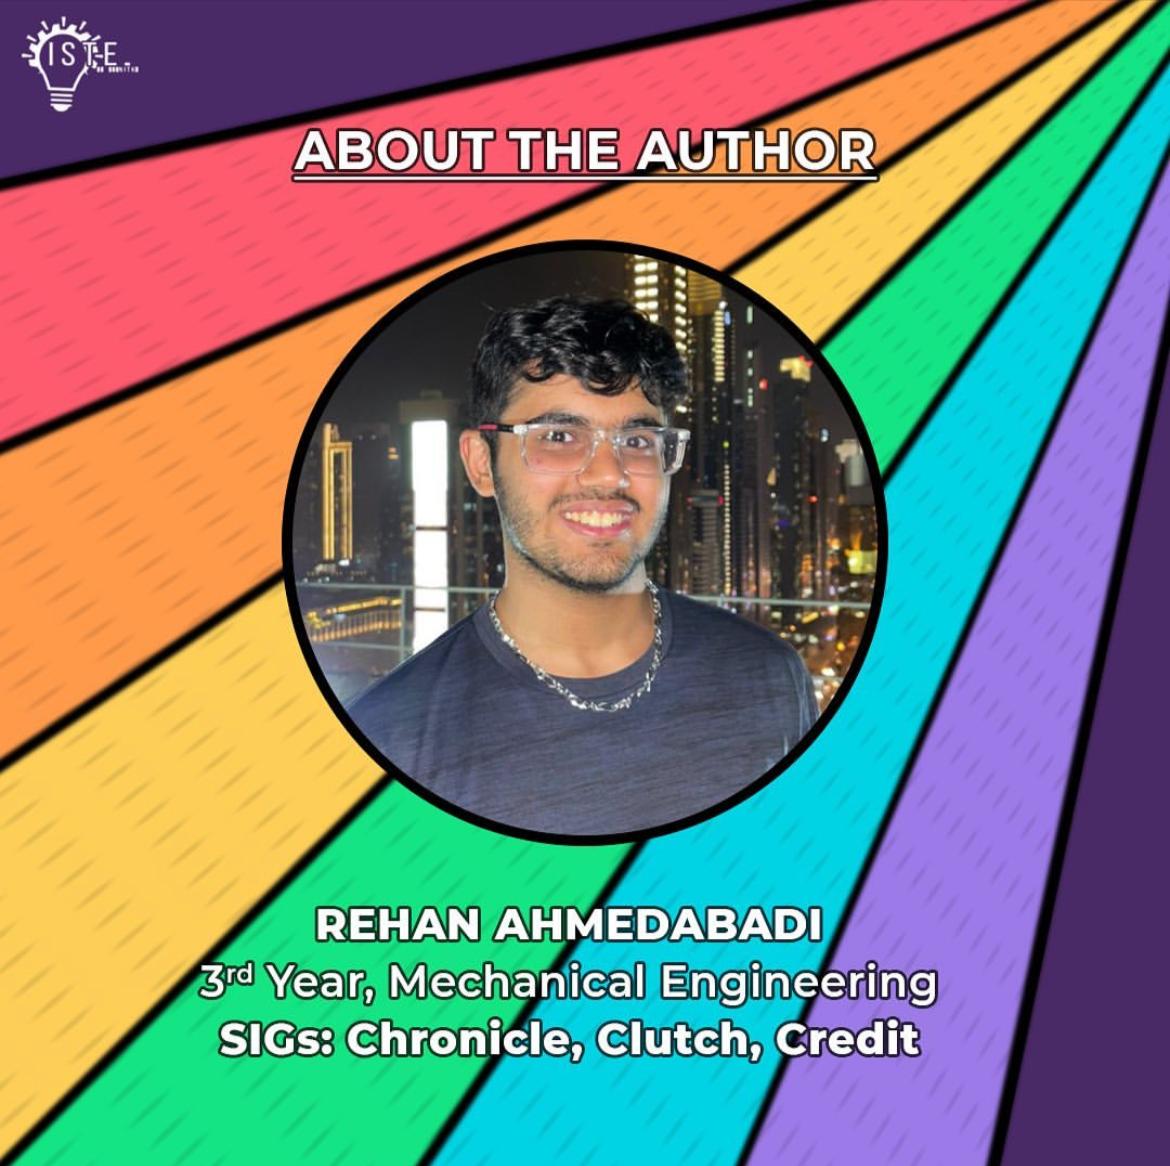 ISTE
ABOUT THE AUTHOR
REHAN AHMEDABADI
3rd Year, Mechanical Engineering
SIGs: Chronicle, Clutch, Credit